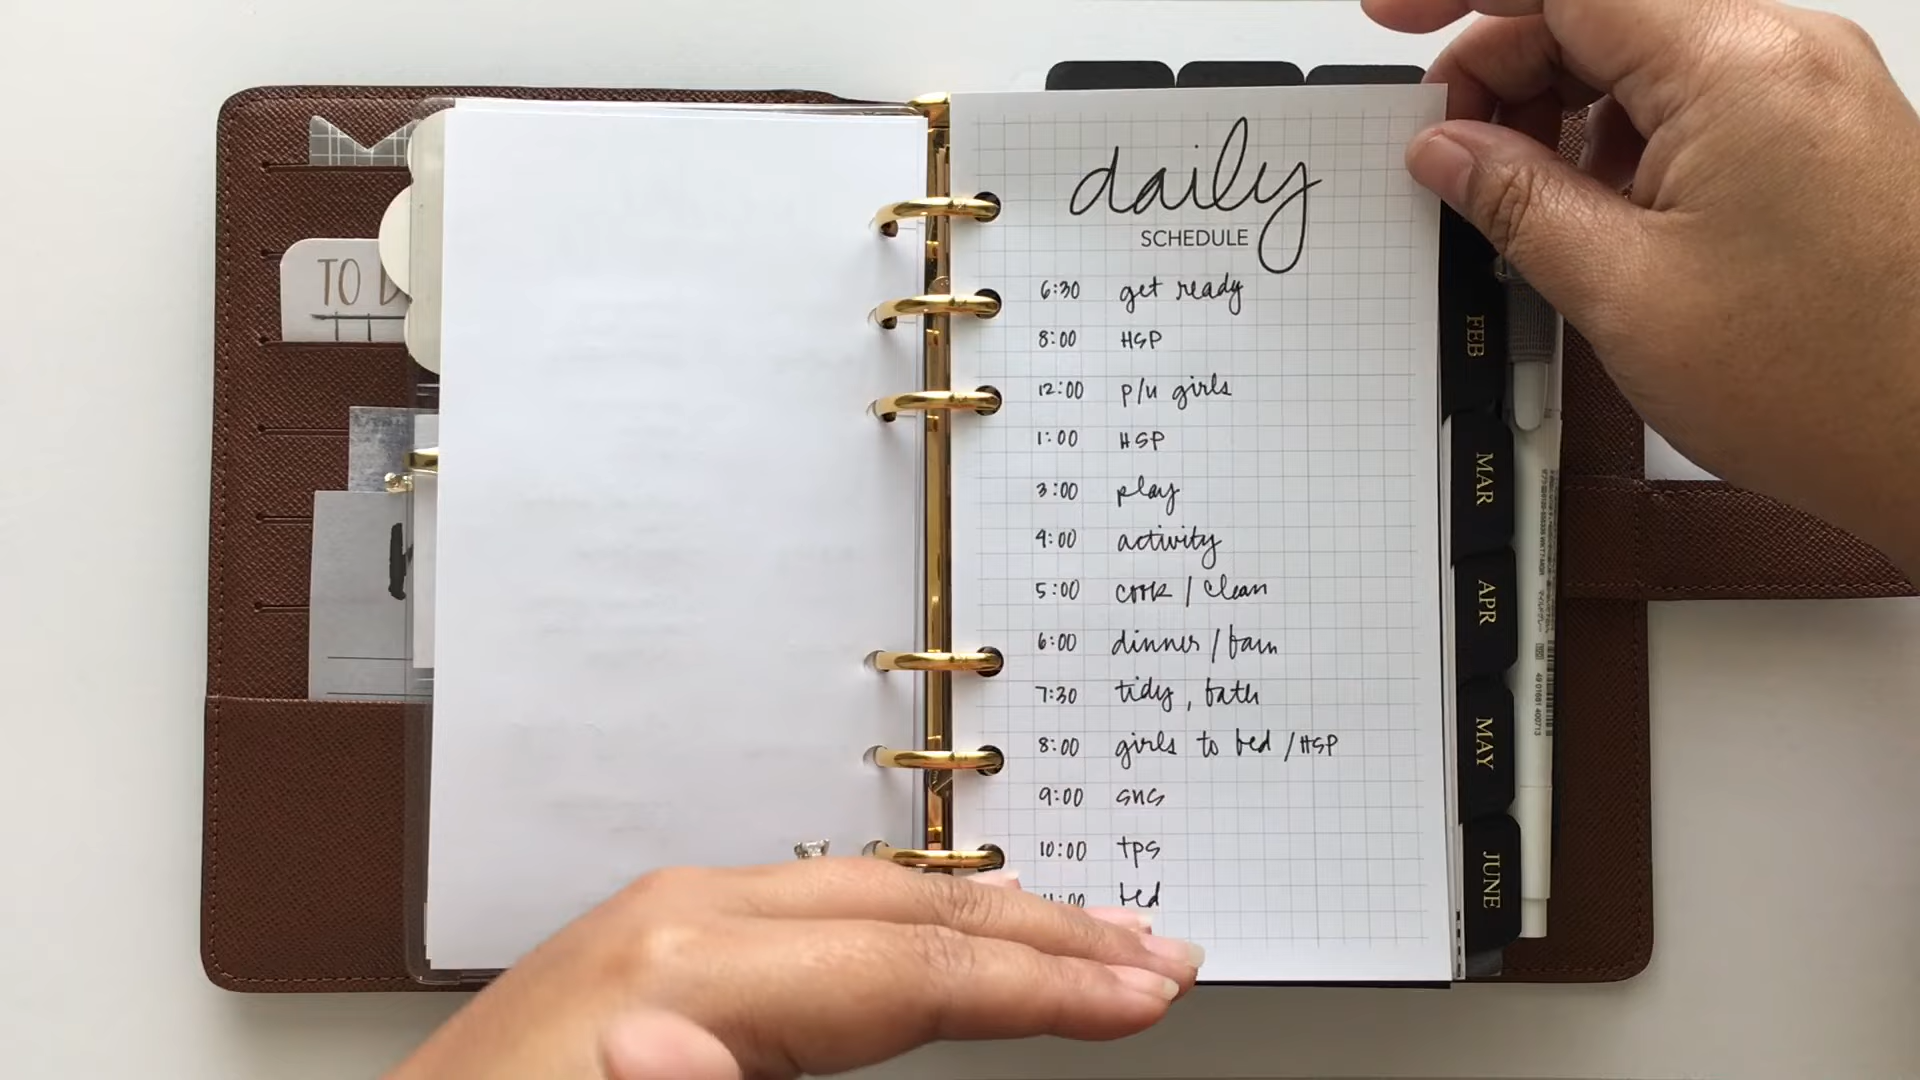 TO D
daily
SCHEDULE
6:30 get ready
8:00 HSP
12:00 p/u girls
1:00 HSP
3:00 play
4:00 activity
5:00 cook / clean
6:00 dinner / fam
7:30 tidy, bath
8:00 girls to bed / HSP
9:00 sns
10:00 tps
11:00 bed
FEB
MAR
APR
MAY
JUNE